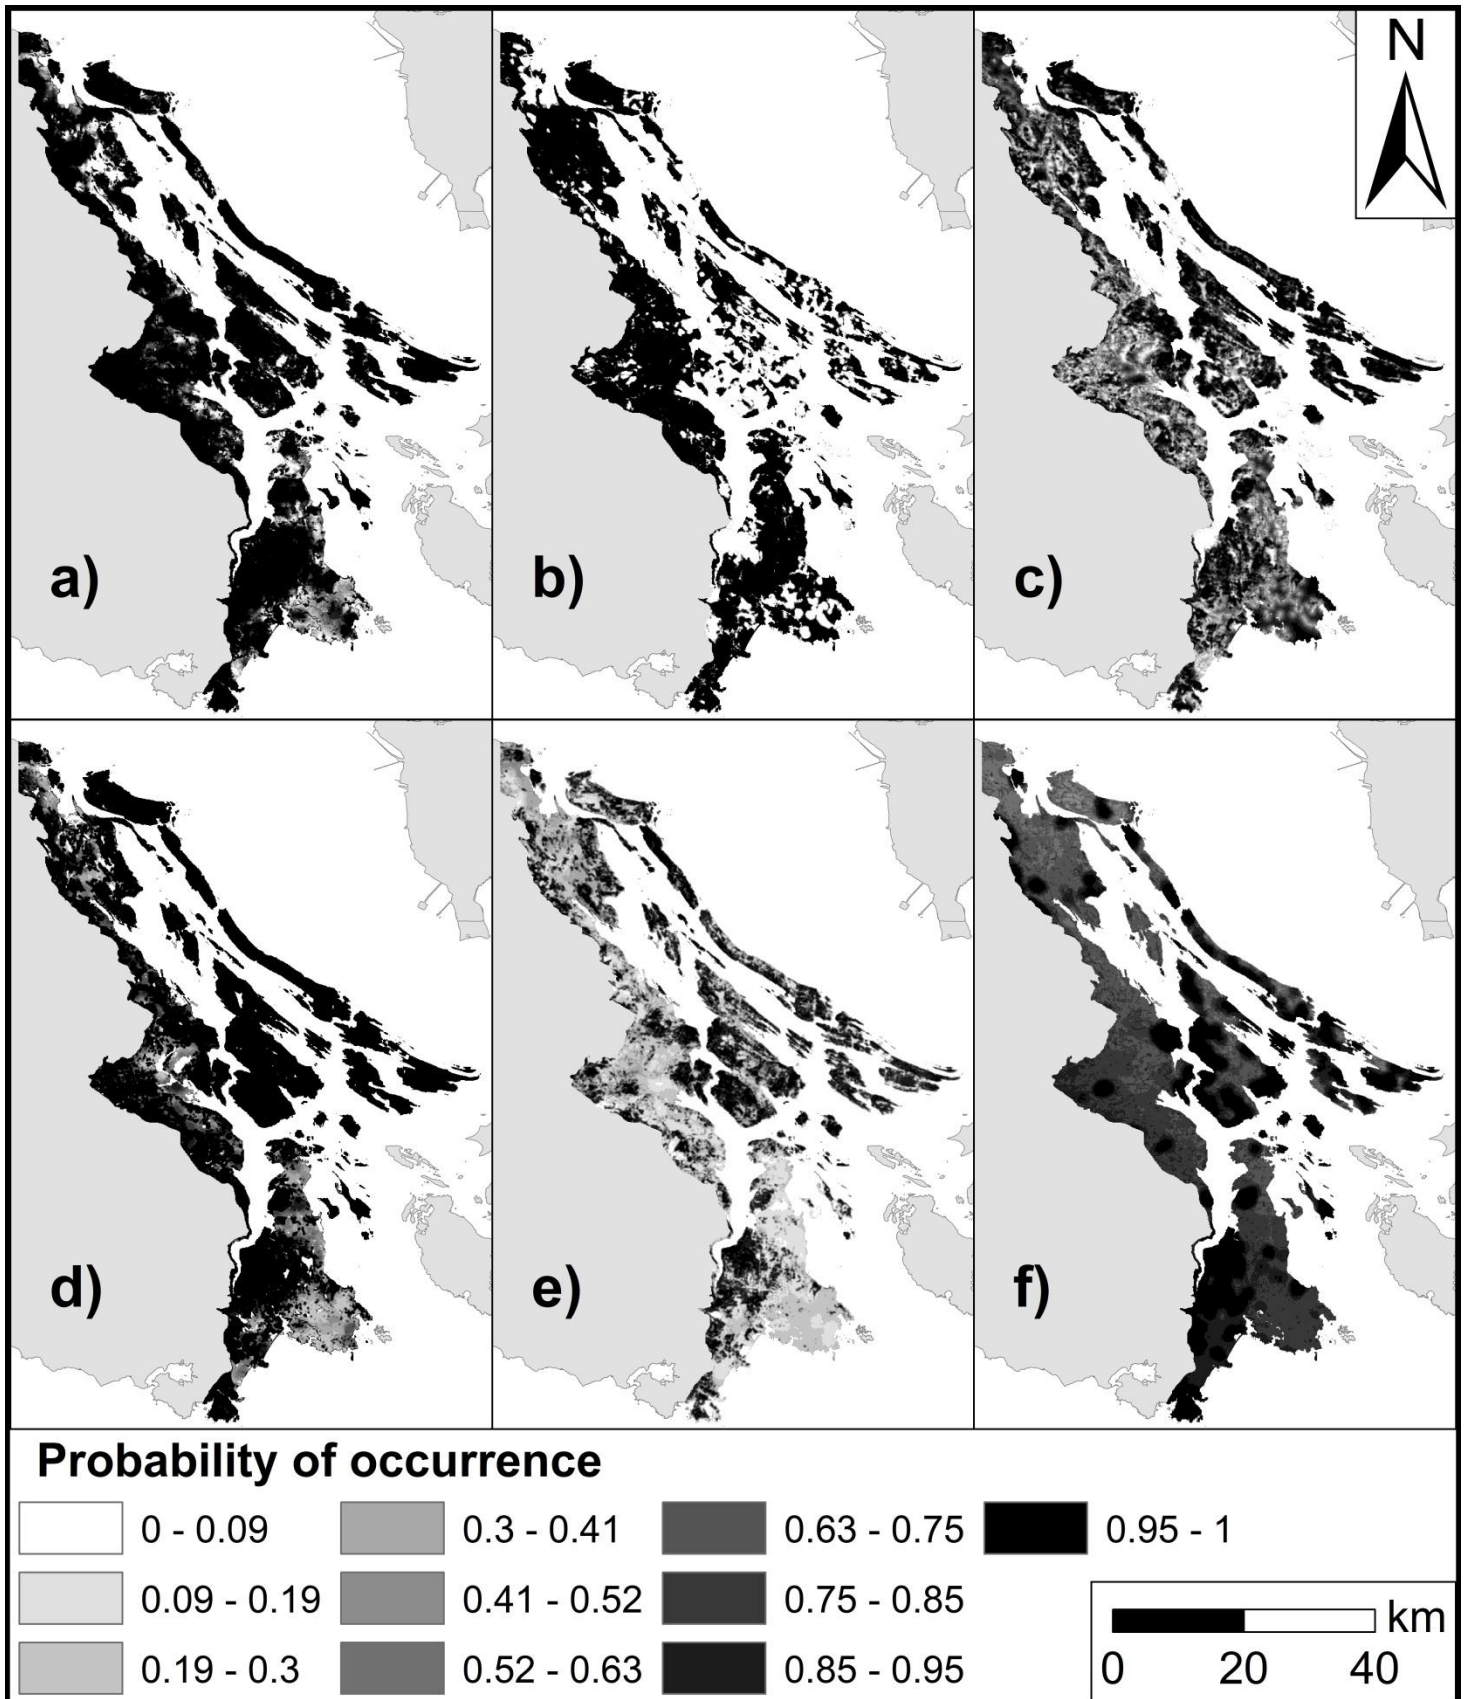 N
a)
b)
c)
d)
e)
f)
Probability of occurrence
0 - 0.09
0.3 - 0.41
0.63 - 0.75
0.95 - 1
0.09 - 0.19
0.41 - 0.52
0.75 - 0.85
0.19 - 0.3
0.52 - 0.63
0.85 - 0.95
km
0 20 40